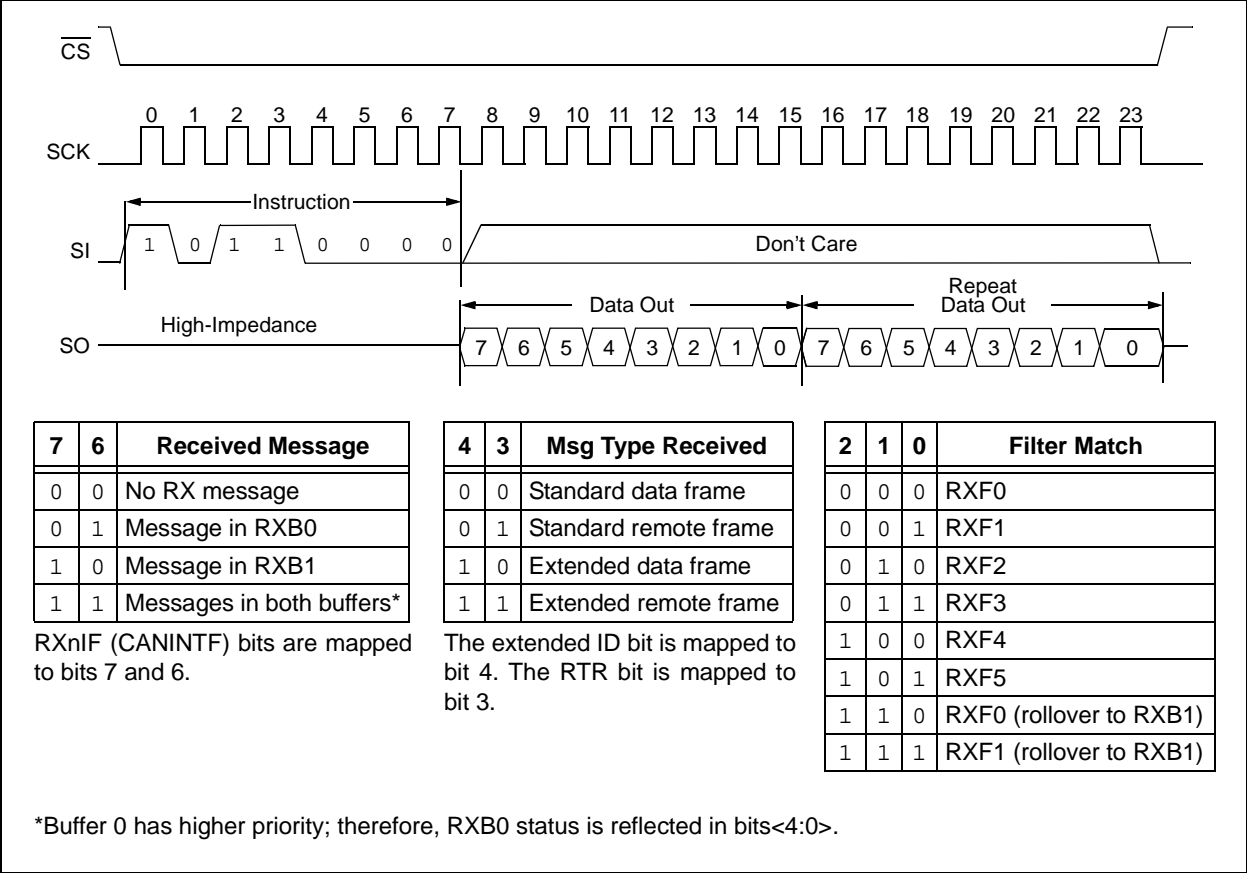 CS
0 1 2 3 4 5 6 7 8 9 10 11 12 13 14 15 16 17 18 19 20 21 22 23
SCK
Instruction
SI 1 0 1 1 0 0 0 0 Don't Care
Repeat
Data Out Data Out
High-Impedance
SO 7 6 5 4 3 2 1 0 7 6 5 4 3 2 1 0
7 6 Received Message
0 0 No RX message
0 1 Message in RXB0
1 0 Message in RXB1
1 1 Messages in both buffers*
RXnIF (CANINTF) bits are mapped
to bits 7 and 6.
4 3 Msg Type Received
0 0 Standard data frame
0 1 Standard remote frame
1 0 Extended data frame
1 1 Extended remote frame
The extended ID bit is mapped to
bit 4. The RTR bit is mapped to
bit 3.
2 1 0 Filter Match
0 0 0 RXF0
0 0 1 RXF1
0 1 0 RXF2
0 1 1 RXF3
1 0 0 RXF4
1 0 1 RXF5
1 1 0 RXF0 (rollover to RXB1)
1 1 1 RXF1 (rollover to RXB1)
*Buffer 0 has higher priority; therefore, RXB0 status is reflected in bits<4:0>.